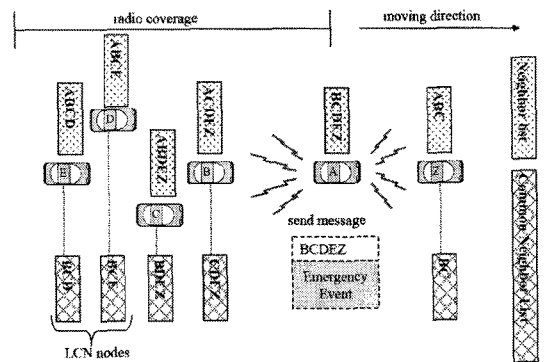 radio coverage
moving direction
ABCD
ABCE
ABDEZ
ACDEZ
BCDEZ
ABC
Neighbor list
E
D
C
B
A
Z
send message
BCDEZ
Emergency
Event
BCD
BCE
BDEZ
CDEZ
BC
Common Neighbor List
LCN nodes